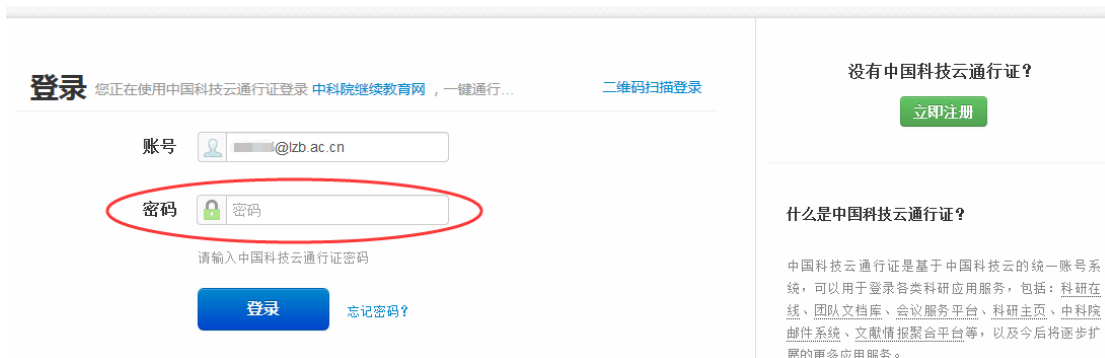 登录 您正在使用中国科技云通行证登录 中科院继续教育网 ，一键通行... 二维码扫描登录
账号 @lzb.ac.cn
密码 密码
请输入中国科技云通行证密码
登录 忘记密码?
没有中国科技云通行证?
立即注册
什么是中国科技云通行证?
中国科技云通行证是基于中国科技云的统一账号系
统，可以用于登录各类科研应用服务，包括：科研在
线、团队文档库、会议服务平台、科研主页、中科院
邮件系统、文献情报聚合平台等，以及今后将逐步扩
展的更多应用服务。